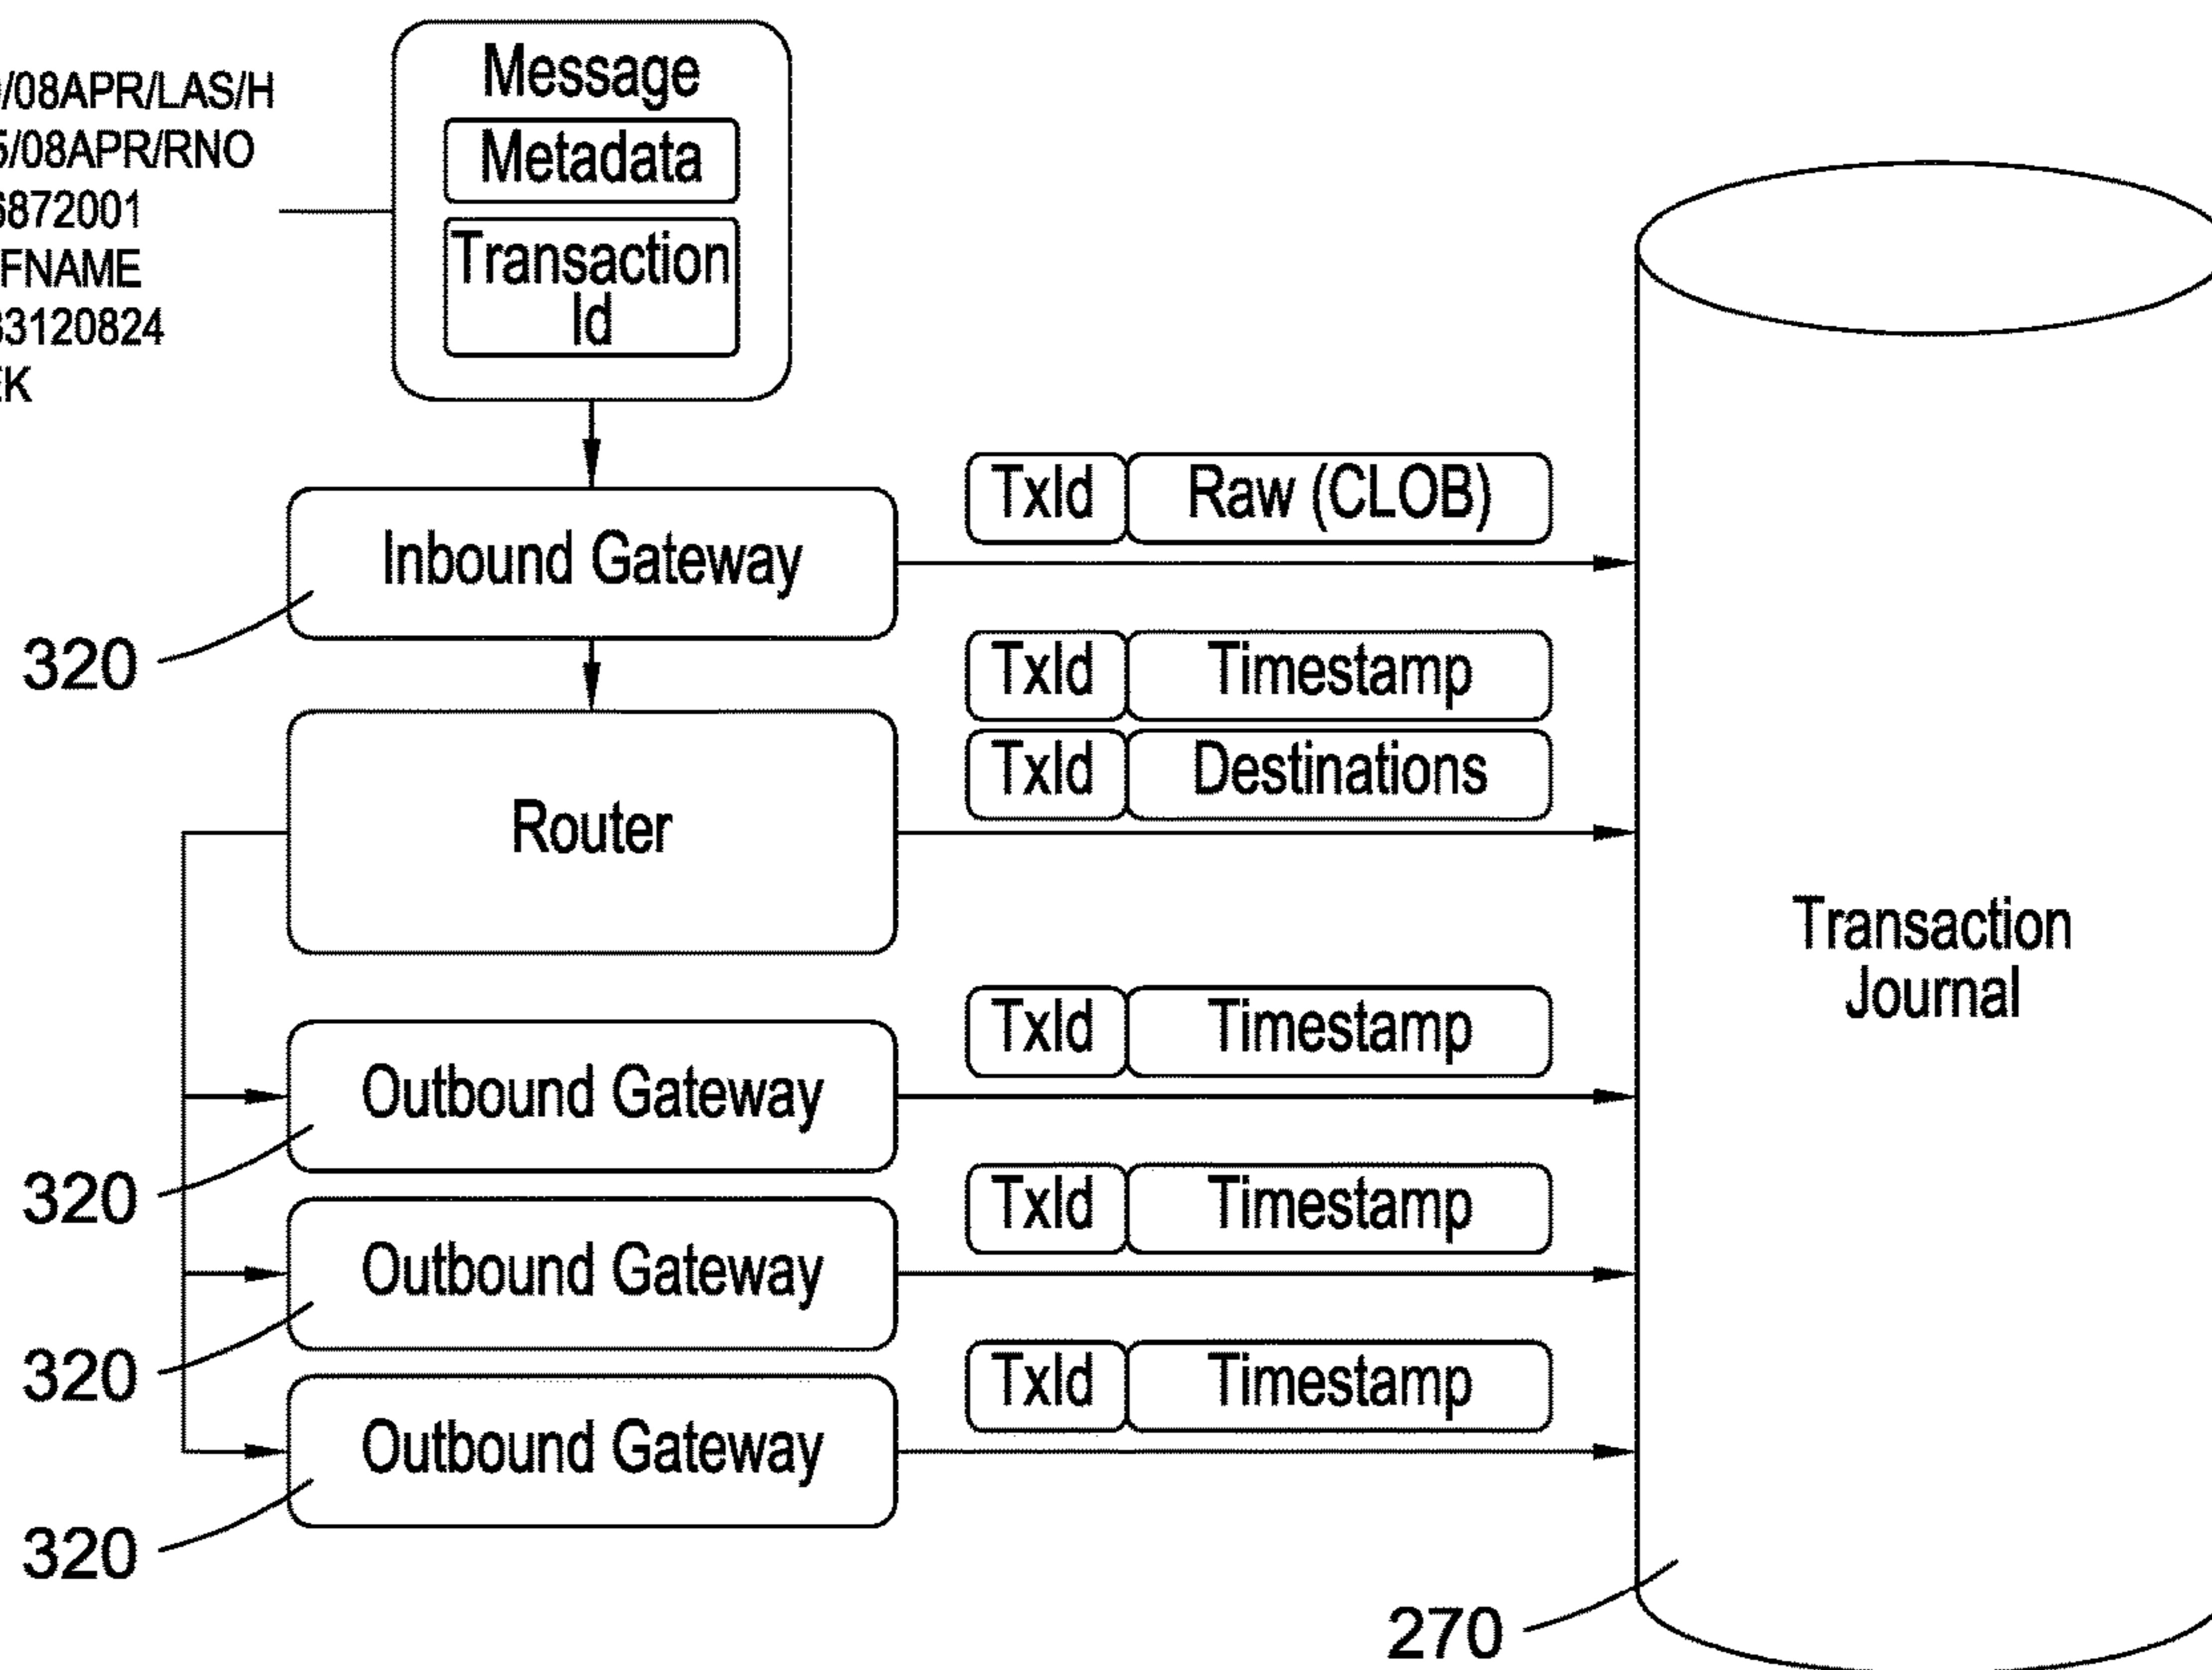 /08APR/LAS/H
5/08APR/RNO
6872001
FNAME
33120824
EK
Message
Metadata
Transaction
Id
Inbound Gateway
TxId Raw (CLOB)
320
TxId Timestamp
TxId Destinations
Router
Transaction
Journal
TxId Timestamp
Outbound Gateway
320
TxId Timestamp
Outbound Gateway
320
TxId Timestamp
Outbound Gateway
320
270